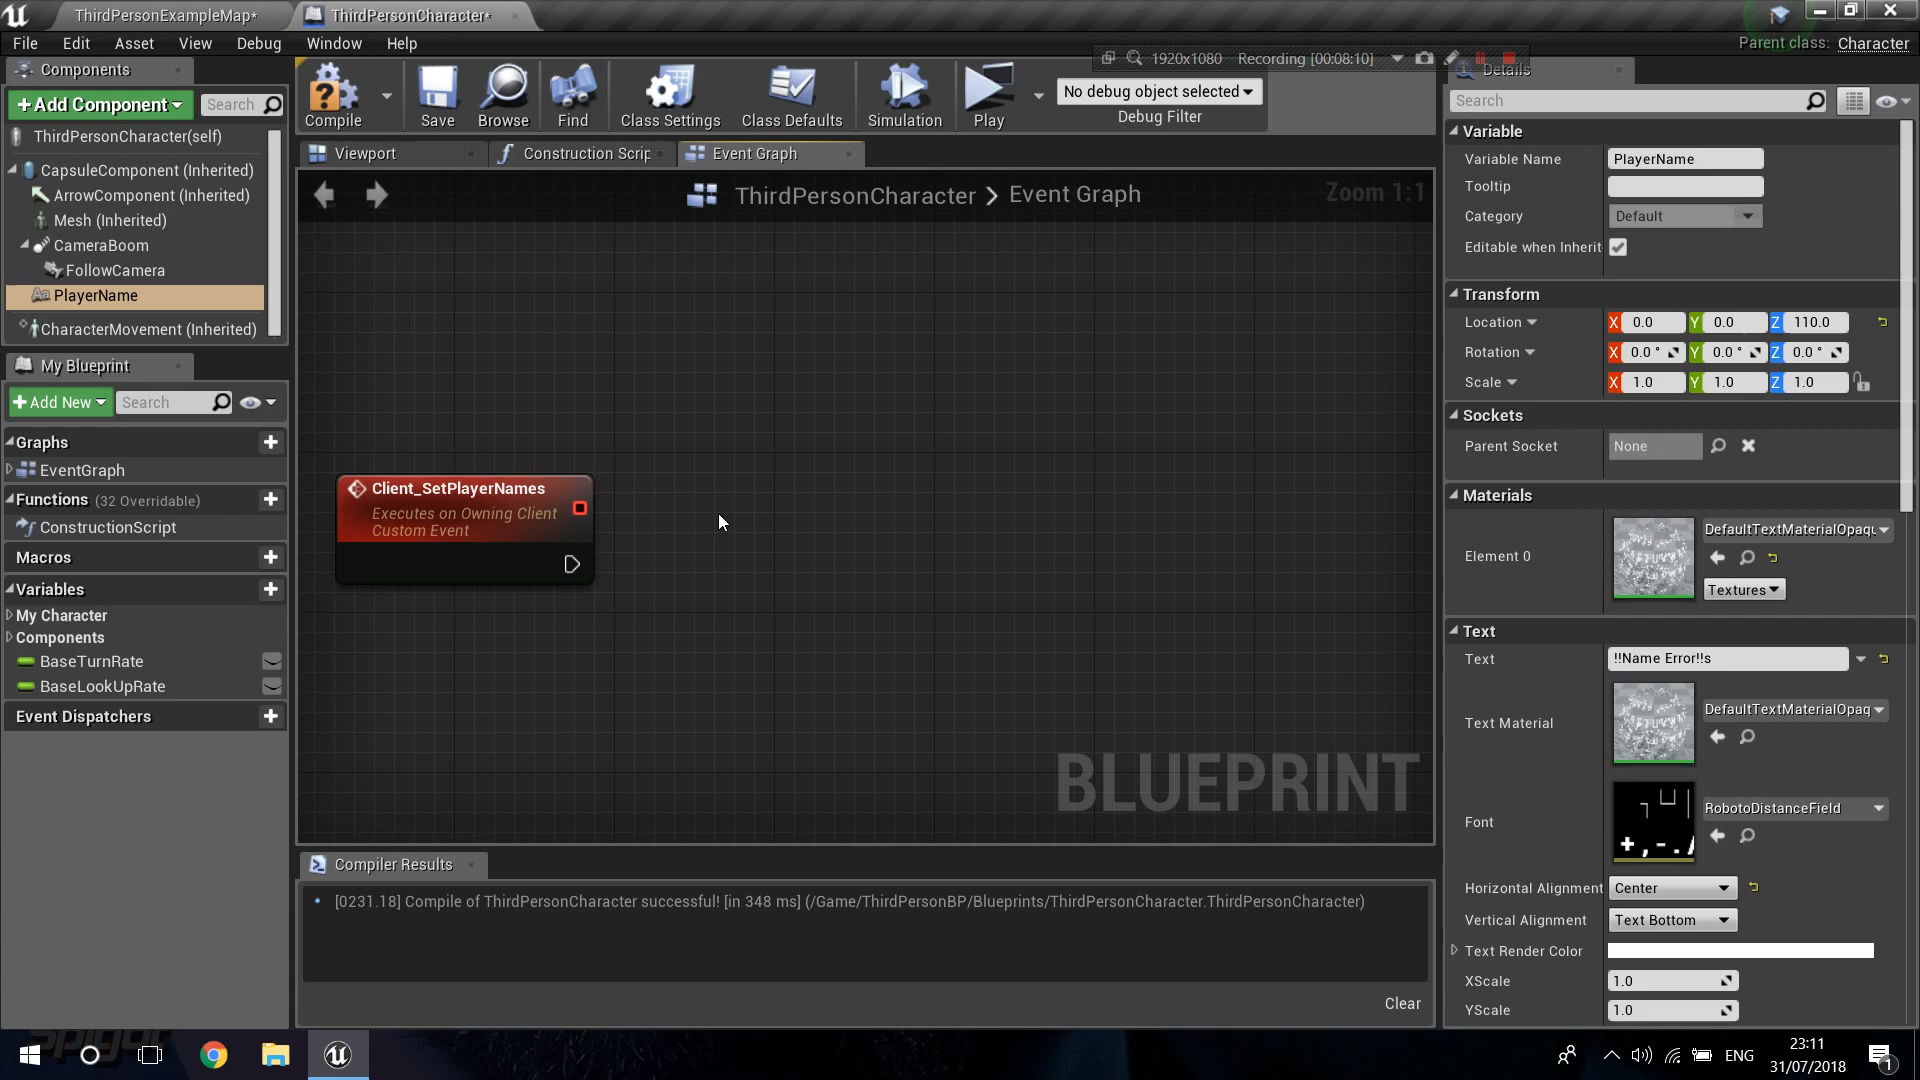 ThirdPersonExampleMap*
ThirdPersonCharacter*
File Edit Asset View Debug Window Help
Parent class: Character
1920x1080 Recording [00:08:10]
Components
Add Component
Search
ThirdPersonCharacter(self)
CapsuleComponent (Inherited)
ArrowComponent (Inherited)
Mesh (Inherited)
CameraBoom
FollowCamera
PlayerName
CharacterMovement (Inherited)
My Blueprint
Add New
Search
Graphs
EventGraph
Functions (32 Overridable)
ConstructionScript
Macros
Variables
My Character
Components
BaseTurnRate
BaseLookUpRate
Event Dispatchers
Compile
Save
Browse
Find
Class Settings
Class Defaults
Simulation
Play
No debug object selected
Debug Filter
Viewport
Construction Scrip
Event Graph
ThirdPersonCharacter > Event Graph
Zoom 1:1
Client_SetPlayerNames
Executes on Owning Client
Custom Event
BLUEPRINT
Compiler Results
[0231.18] Compile of ThirdPersonCharacter successful! [in 348 ms] (/Game/ThirdPersonBP/Blueprints/ThirdPersonCharacter.ThirdPersonCharacter)
Clear
Details
Search
Variable
Variable Name PlayerName
Tooltip
Category Default
Editable when Inherit
Transform
Location X 0.0 Y 0.0 Z 110.0
Rotation X 0.0 ° Y 0.0 ° Z 0.0 °
Scale X 1.0 Y 1.0 Z 1.0
Sockets
Parent Socket None
Materials
Element 0
DefaultTextMaterialOpaqu
Textures
Text
Text !!Name Error!!s
Text Material
DefaultTextMaterialOpaq
Font
RobotoDistanceField
Horizontal Alignment Center
Vertical Alignment Text Bottom
Text Render Color
XScale 1.0
YScale 1.0
ENG
23:11
31/07/2018
1